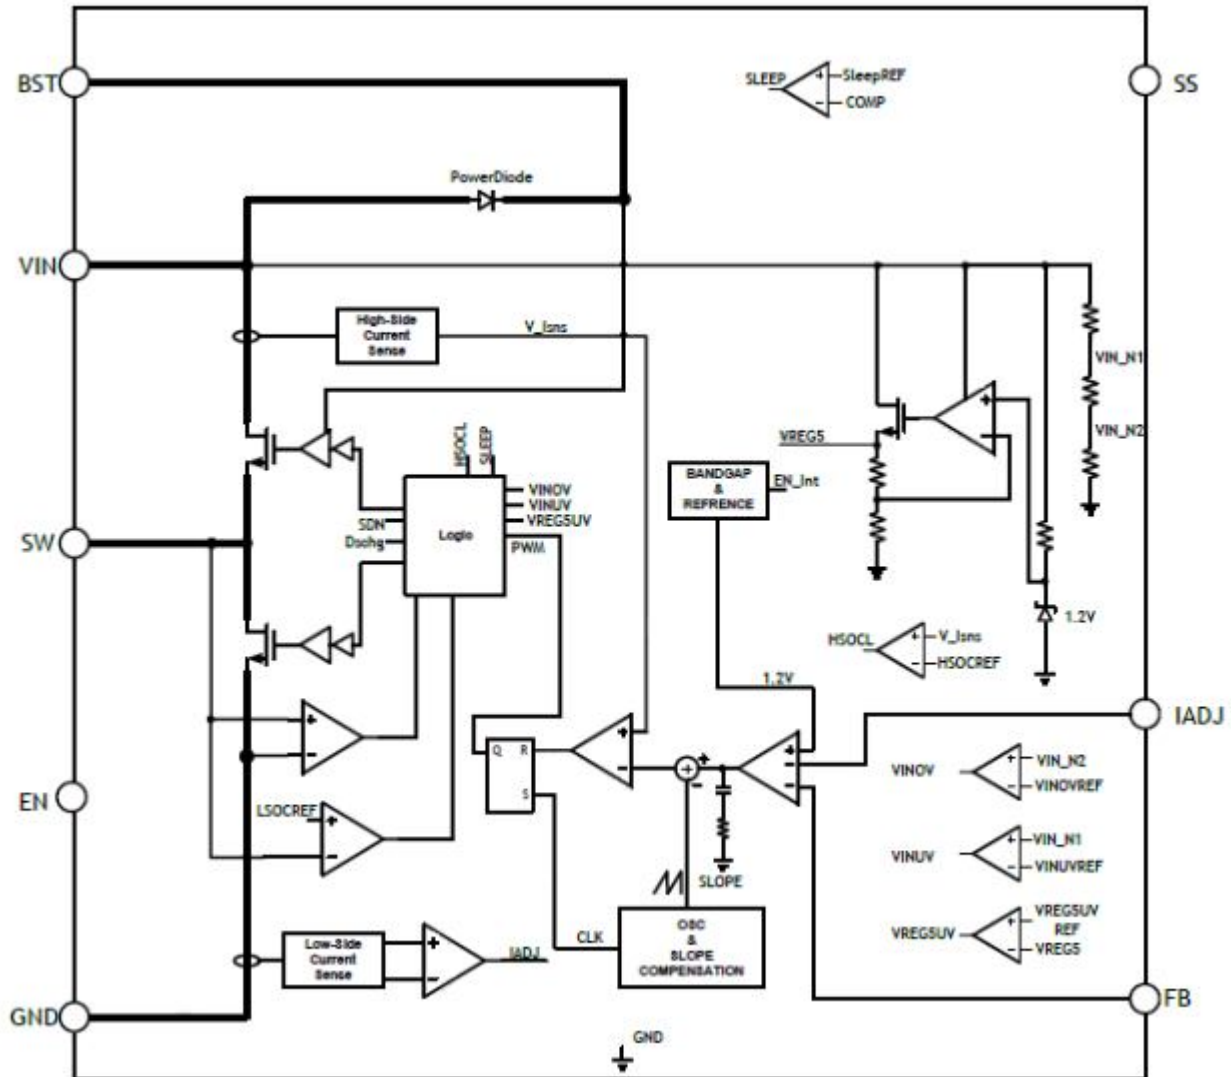 BST
SS
SLEEP
SleepREF
COMP
+
-
PowerDiode
VIN
High-Side
Current
Sense
V_Isns
VIN_N1
VIN_N2
+
-
VREG5
HSOCL
SLEEP
BANDGAP
&
REFRENCE
EN_Int
VINOV
VINUV
VREG5UV
PWM
SDN
Dschg
Logic
SW
1.2V
HSOCL
+
-
V_Isns
HSOCREF
1.2V
IADJ
+
-
Q
R
S
+
-
+
+
-
+
-
-
VINOV
+
-
VIN_N2
VINOVREF
EN
LSOCREF
+
-
VINUV
+
-
VIN_N1
VINUVREF
SLOPE
VREG5UV
+
-
VREG5UV
REF
VREG5
Low-Side
Current
Sense
+
-
IADJ
CLK
OSC
&
SLOPE
COMPENSATION
FB
GND
GND